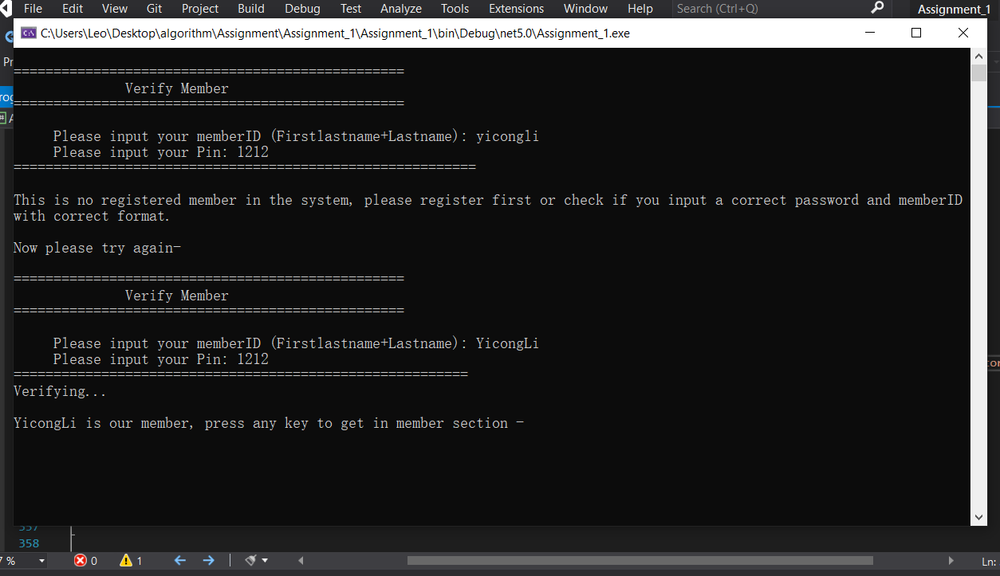 File Edit View Git Project Build Debug Test Analyze Tools Extensions Window Help Search (Ctrl+Q) Assignment_1
C:\Users\Leo\Desktop\algorithm\Assignment\Assignment_1\Assignment_1\bin\Debug\net5.0\Assignment_1.exe
=================================================
Verify Member
=================================================
Please input your memberID (Firstlastname+Lastname): yicongli
Please input your Pin: 1212
==========================================================
This is no registered member in the system, please register first or check if you input a correct password and memberID
with correct format.
Now please try again-
=================================================
Verify Member
=================================================
Please input your memberID (Firstlastname+Lastname): YicongLi
Please input your Pin: 1212
=========================================================
Verifying...
YicongLi is our member, press any key to get in member section -
357
358
0 1 Ln: